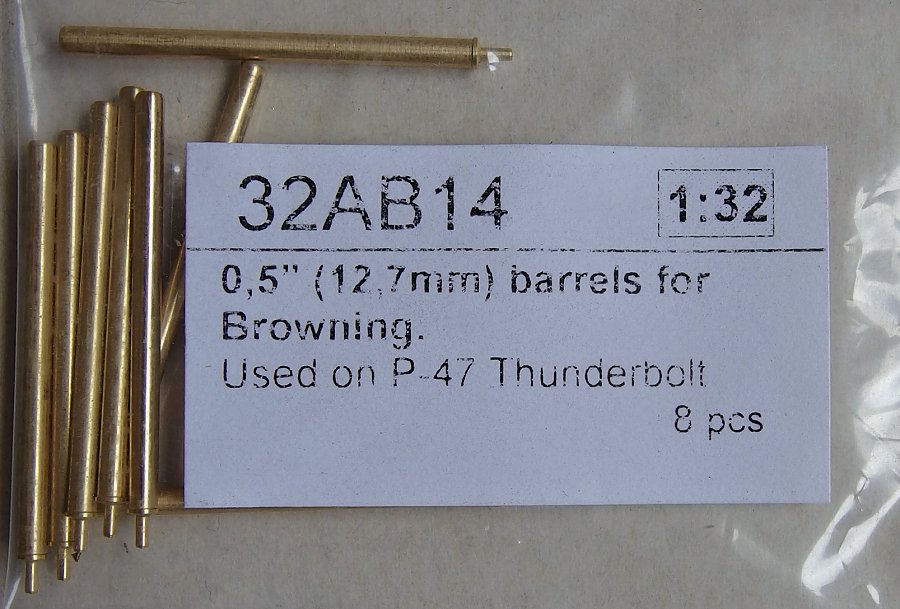 32AB14
1:32
0,5" (12,7mm) barrels for
Browning.
Used on P-47 Thunderbolt
8 pcs